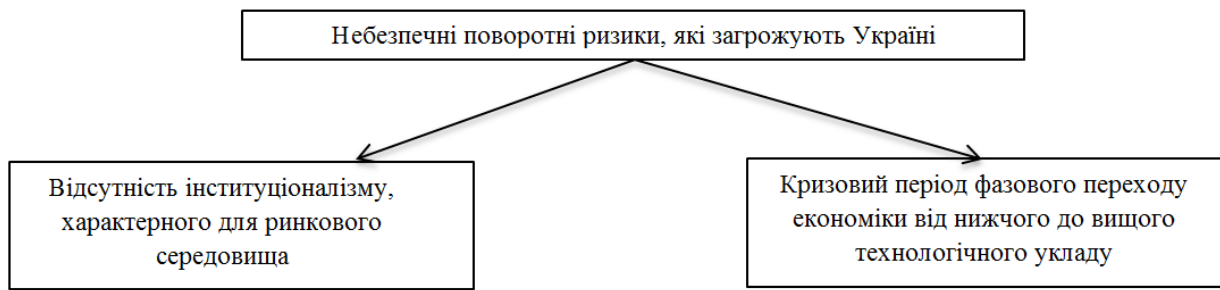 Небезпечні поворотні ризики, які загрожують Україні
Відсутність інституціоналізму,
характерного для ринкового
середовища
Кризовий період фазового переходу
економіки від нижчого до вищого
технологічного укладу